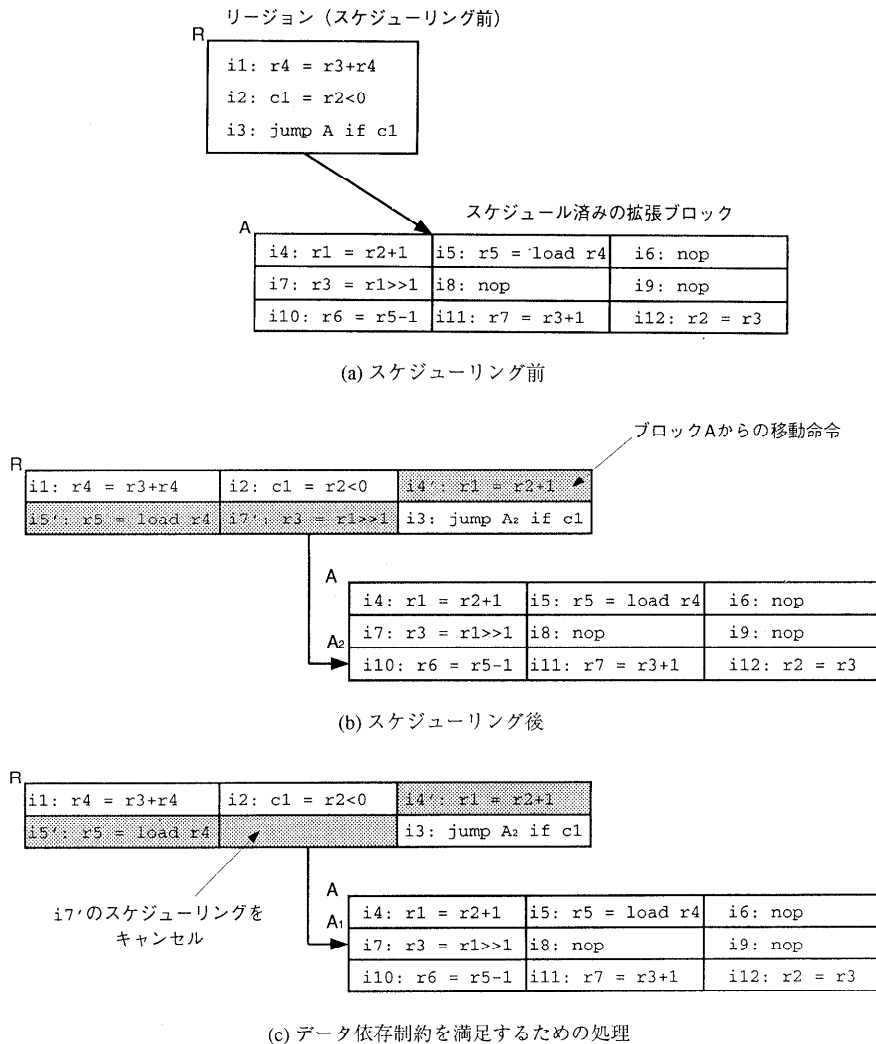 リージョン（スケジューリング前）
R
i1: r4 = r3+r4
i2: c1 = r2<0
i3: jump A if c1
スケジュール済みの拡張ブロック
A
i4: r1 = r2+1 i5: r5 = load r4 i6: nop
i7: r3 = r1>>1 i8: nop i9: nop
i10: r6 = r5-1 i11: r7 = r3+1 i12: r2 = r3
(a) スケジューリング前
ブロックAからの移動命令
R
i1: r4 = r3+r4 i2: c1 = r2<0 i4': r1 = r2+1
i5': r5 = load r4 i7': r3 = r1>>1 i3: jump A2 if c1
A
i4: r1 = r2+1 i5: r5 = load r4 i6: nop
i7: r3 = r1>>1 i8: nop i9: nop
A2
i10: r6 = r5-1 i11: r7 = r3+1 i12: r2 = r3
(b) スケジューリング後
R
i1: r4 = r3+r4 i2: c1 = r2<0 i4': r1 = r2+1
i5': r5 = load r4 i3: jump A2 if c1
i7'のスケジューリングを
キャンセル
A
i4: r1 = r2+1 i5: r5 = load r4 i6: nop
A1
i7: r3 = r1>>1 i8: nop i9: nop
i10: r6 = r5-1 i11: r7 = r3+1 i12: r2 = r3
(c) データ依存制約を満足するための処理